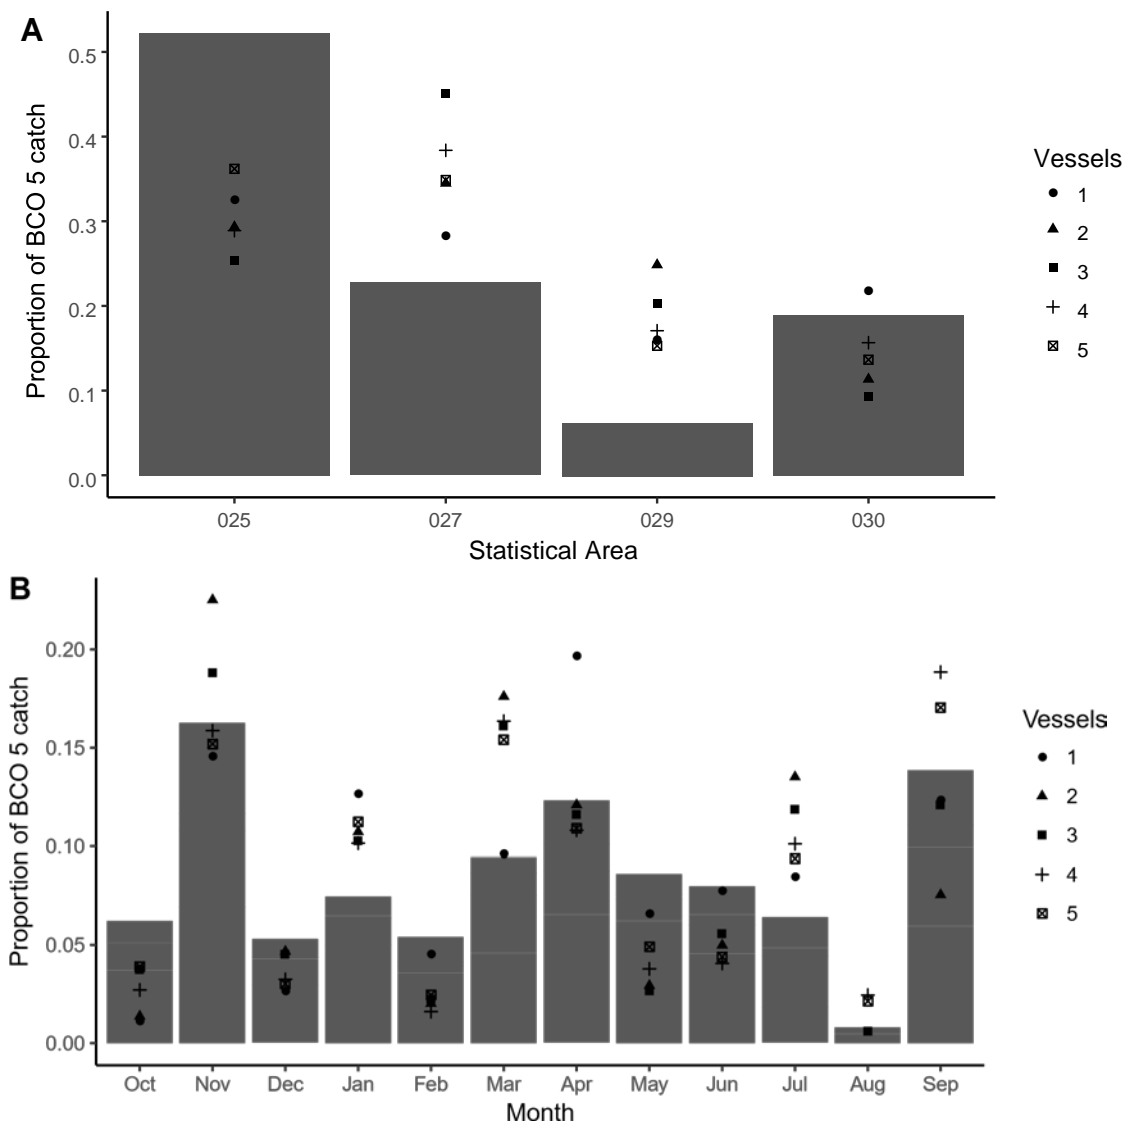 A
Proportion of BCO 5 catch
0.5
0.4
0.3
0.2
0.1
0.0
025 027 029 030
Statistical Area
Vessels
1
2
3
4
5
B
Proportion of BCO 5 catch
0.20
0.15
0.10
0.05
0.00
Oct Nov Dec Jan Feb Mar Apr May Jun Jul Aug Sep
Month
Vessels
1
2
3
4
5